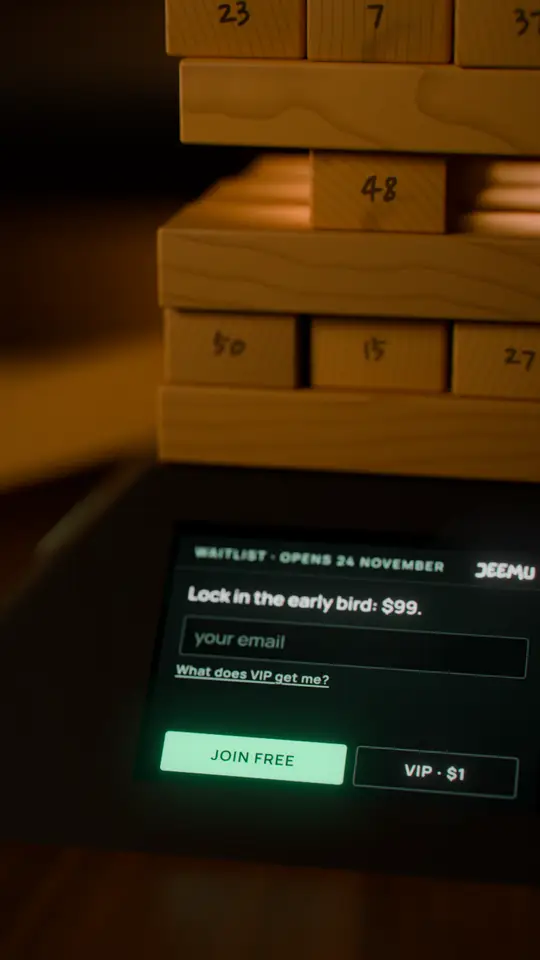 23 7 37
48
50 15 27
WAITLIST · OPENS 24 NOVEMBER JEEMU
Lock in the early bird: $99.
your email
What does VIP get me?
JOIN FREE VIP · $1